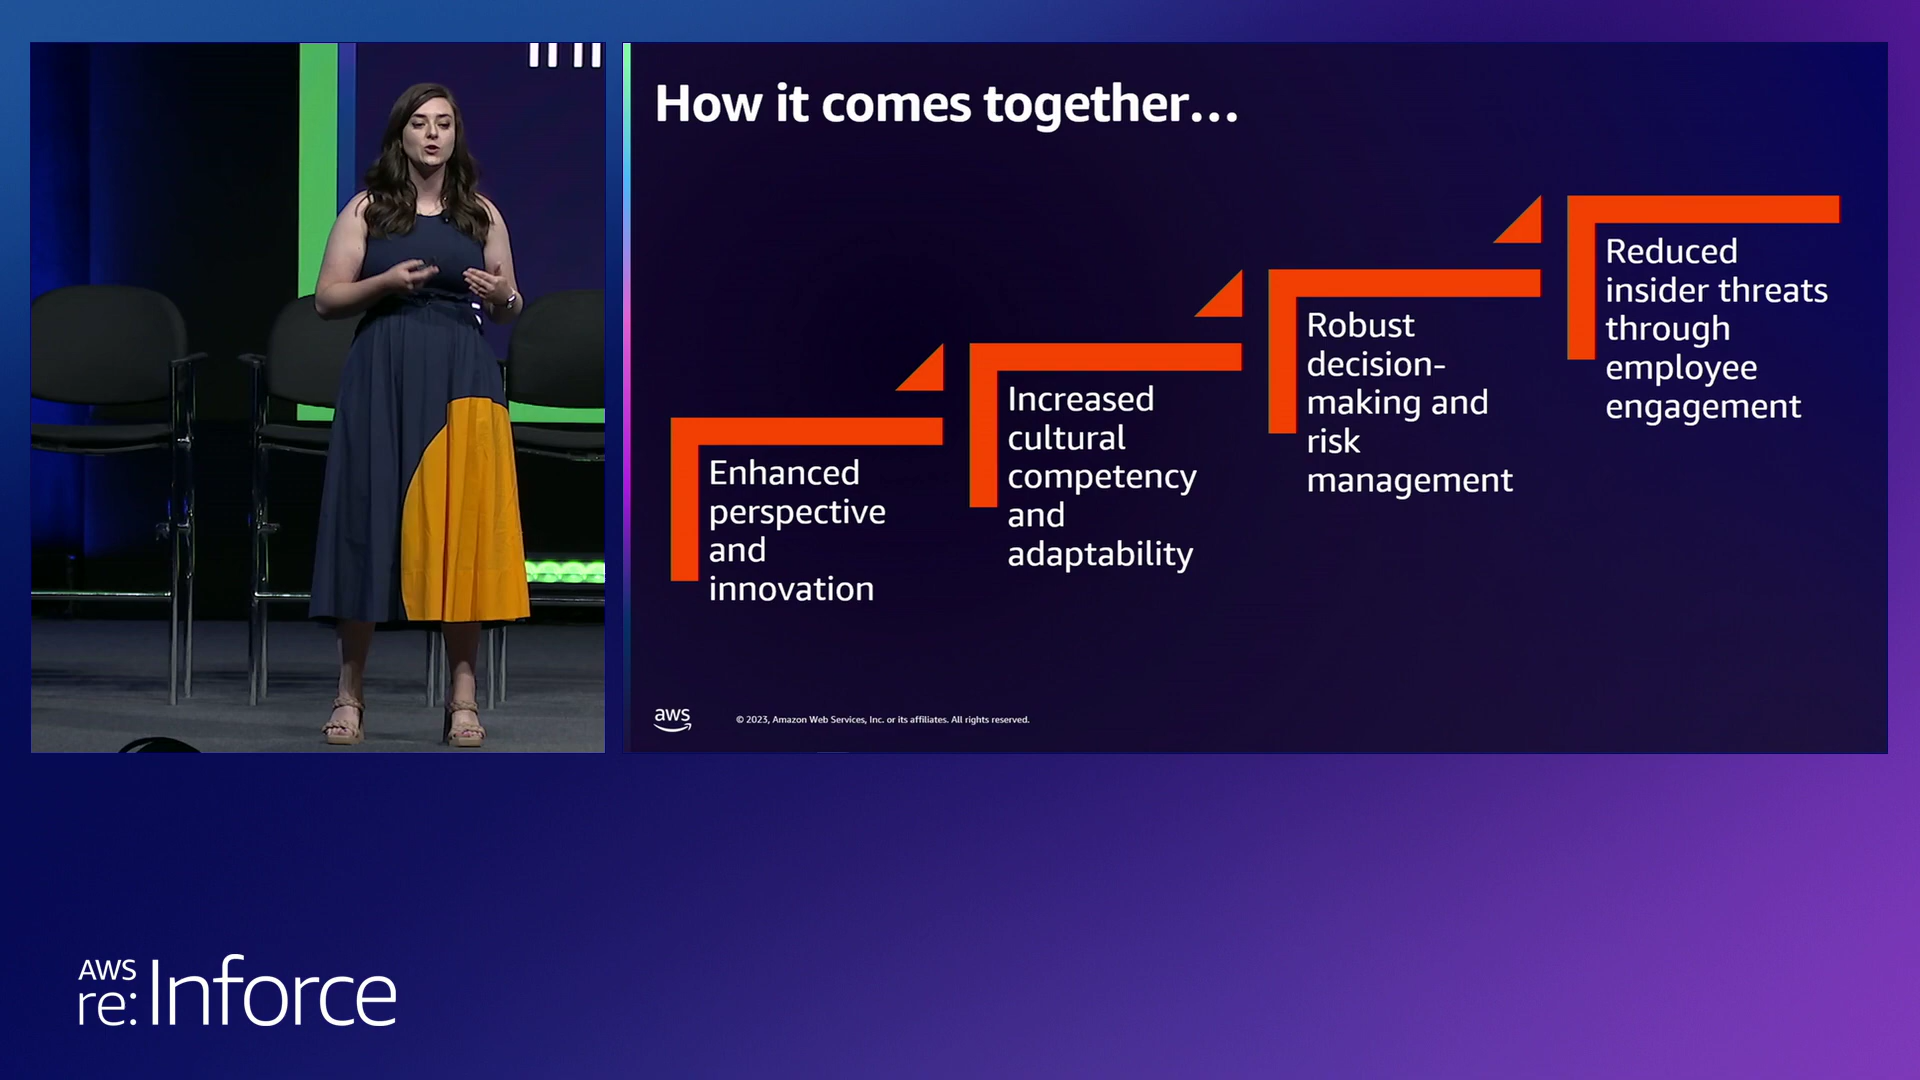 How it comes together...
Enhanced
perspective
and
innovation
Increased
cultural
competency
and
adaptability
Robust
decision-
making and
risk
management
Reduced
insider threats
through
employee
engagement
aws
© 2023, Amazon Web Services, Inc. or its affiliates. All rights reserved.
AWS
re:Inforce